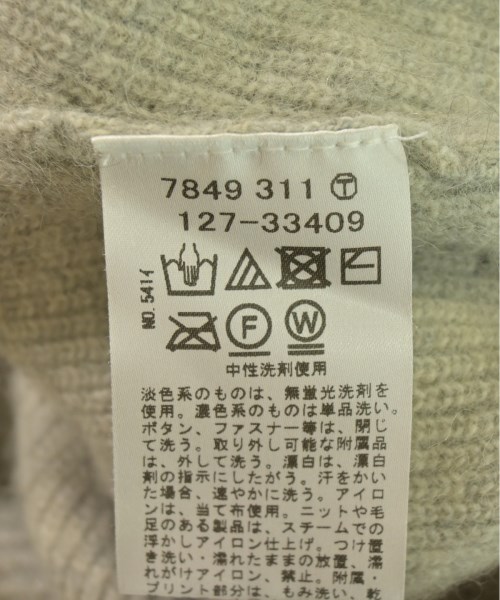 7849 311 Ⓣ
127-33409
NO.5414
F W
中性洗剤使用
淡色系のものは、無蛍光洗剤を
使用。濃色系のものは単品洗い。
ボタン、ファスナー等は、閉じ
て洗う。取り外し可能な附属品
は、外して洗う。漂白は、漂白
剤の指示にしたがう。汗をかい
た場合、速やかに洗う。アイロ
ンは、当て布使用。ニットや毛
足のある製品は、スチームでの
浮かしアイロン仕上げ。つけ置
き洗い・濡れたままの放置、濡
れがけアイロン、禁止。附属・
プリント部分は、もみ洗い、乾